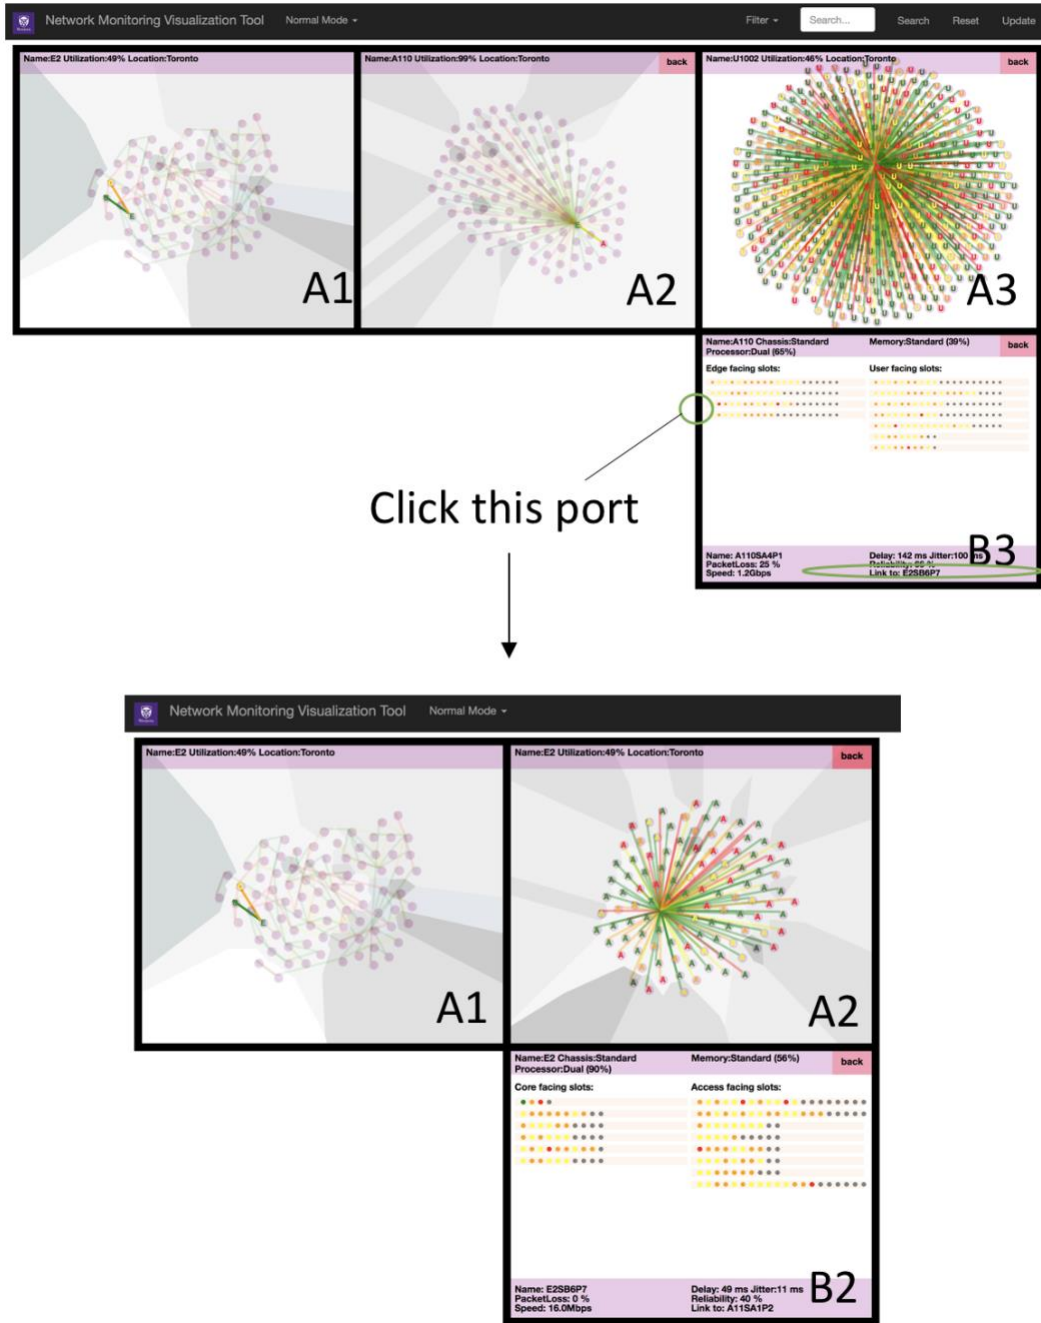 Network Monitoring Visualization Tool Normal Mode Filter Search... Search Reset Update
Name:E2 Utilization:49% Location:Toronto
A1
Name:A110 Utilization:99% Location:Toronto back
A2
Name:U1002 Utilization:46% Location:Toronto back
A3
Name:A110 Chassis:Standard Memory:Standard (39%) back
Processor:Dual (65%)
Edge facing slots: User facing slots:
Click this port
B3
Name: A110SA4P1 Delay: 142 ms Jitter:100 ms
PacketLoss: 25 % Reliability: 66 %
Speed: 1.2Gbps Link to: E2SB6P7
Network Monitoring Visualization Tool Normal Mode
Name:E2 Utilization:49% Location:Toronto
A1
Name:E2 Utilization:49% Location:Toronto back
A2
Name:E2 Chassis:Standard Memory:Standard (56%) back
Processor:Dual (90%)
Core facing slots: Access facing slots:
B2
Name: E2SB6P7 Delay: 49 ms Jitter:11 ms
PacketLoss: 0 % Reliability: 40 %
Speed: 16.0Mbps Link to: A11SA1P2